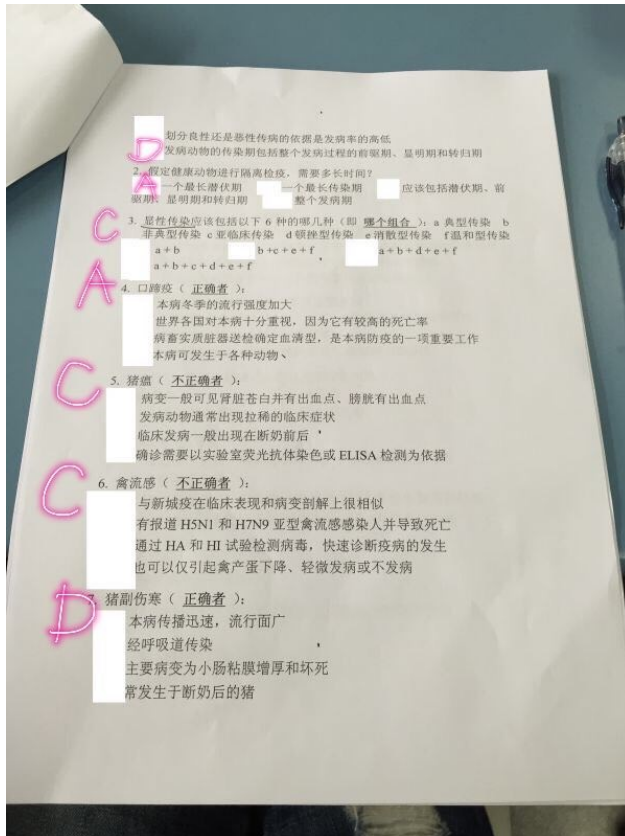 划分良性还是恶性传病的依据是发病率的高低
D 发病动物的传染期包括整个发病过程的前驱期、显明期和转归期
2. 假定健康动物进行隔离检疫，需要多长时间？
A 一个最长潜伏期 一个最长传染期 应该包括潜伏期、前
驱期、显明期和转归期 整个发病期
C 3. 显性传染应该包括以下 6 种的哪几种（即 哪个组合 ）：a 典型传染 b
非典型传染 c 亚临床传染 d 顿挫型传染 e 消散型传染 f 温和型传染
a+b b+c+e+f a+b+d+e+f
a+b+c+d+e+f
A 4. 口蹄疫（ 正确者 ）：
本病冬季的流行强度加大
世界各国对本病十分重视，因为它有较高的死亡率
病畜实质脏器送检确定血清型，是本病防疫的一项重要工作
本病可发生于各种动物、
C 5. 猪瘟（ 不正确者 ）：
病变一般可见肾脏苍白并有出血点、膀胱有出血点
发病动物通常出现拉稀的临床症状
临床发病一般出现在断奶前后
确诊需要以实验室荧光抗体染色或 ELISA 检测为依据
C 6. 禽流感（ 不正确者 ）：
与新城疫在临床表现和病变剖解上很相似
有报道 H5N1 和 H7N9 亚型禽流感感染人并导致死亡
通过 HA 和 HI 试验检测病毒，快速诊断疫病的发生
也可以仅引起禽产蛋下降、轻微发病或不发病
D 7. 猪副伤寒（ 正确者 ）：
本病传播迅速，流行面广
经呼吸道传染
主要病变为小肠粘膜增厚和坏死
常发生于断奶后的猪